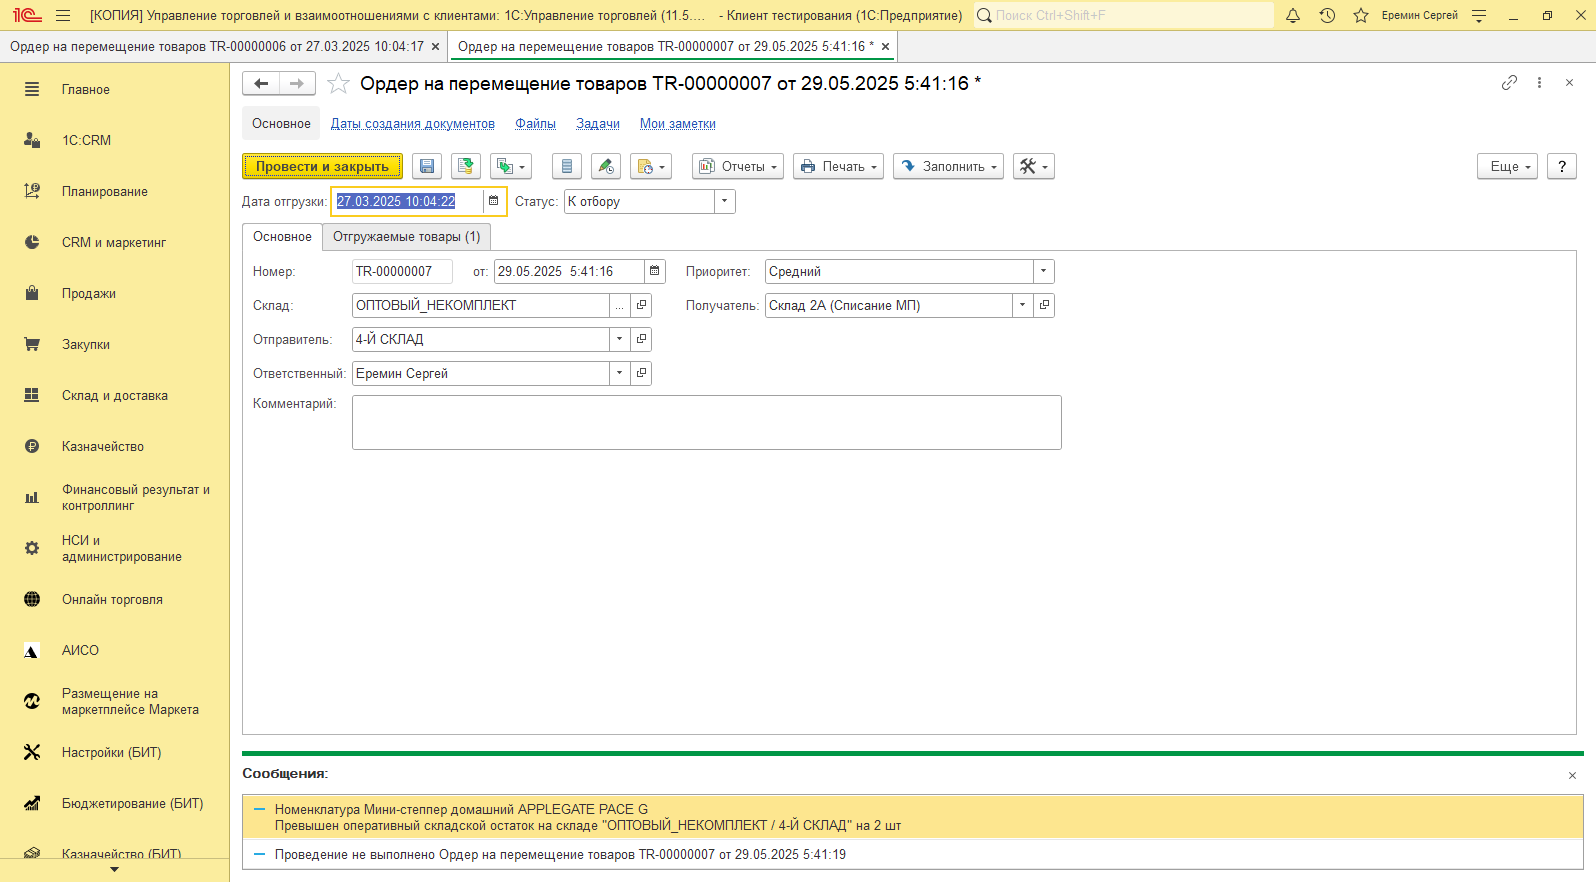 [КОПИЯ] Управление торговлей и взаимоотношениями с клиентами: 1С:Управление торговлей (11.5.... - Клиент тестирования (1С:Предприятие)
Поиск Ctrl+Shift+F
Еремин Сергей
Ордер на перемещение товаров TR-00000006 от 27.03.2025 10:04:17
Ордер на перемещение товаров TR-00000007 от 29.05.2025 5:41:16 *
Главное
1C:CRM
Планирование
CRM и маркетинг
Продажи
Закупки
Склад и доставка
Казначейство
Финансовый результат и
контроллинг
НСИ и
администрирование
Онлайн торговля
АИСО
Размещение на
маркетплейсе Маркета
Настройки (БИТ)
Бюджетирование (БИТ)
Казначейство (БИТ)
Ордер на перемещение товаров TR-00000007 от 29.05.2025 5:41:16 *
Основное Даты создания документов Файлы Задачи Мои заметки
Провести и закрыть Отчеты Печать Заполнить Еще ?
Дата отгрузки: 27.03.2025 10:04:22 Статус: К отбору
Основное Отгружаемые товары (1)
Номер: TR-00000007 от: 29.05.2025 5:41:16 Приоритет: Средний
Склад: ОПТОВЫЙ_НЕКОМПЛЕКТ ... Получатель: Склад 2А (Списание МП)
Отправитель: 4-Й СКЛАД
Ответственный: Еремин Сергей
Комментарий:
Сообщения:
Номенклатура Мини-степпер домашний APPLEGATE PACE G
Превышен оперативный складской остаток на складе "ОПТОВЫЙ_НЕКОМПЛЕКТ / 4-Й СКЛАД" на 2 шт
Проведение не выполнено Ордер на перемещение товаров TR-00000007 от 29.05.2025 5:41:19